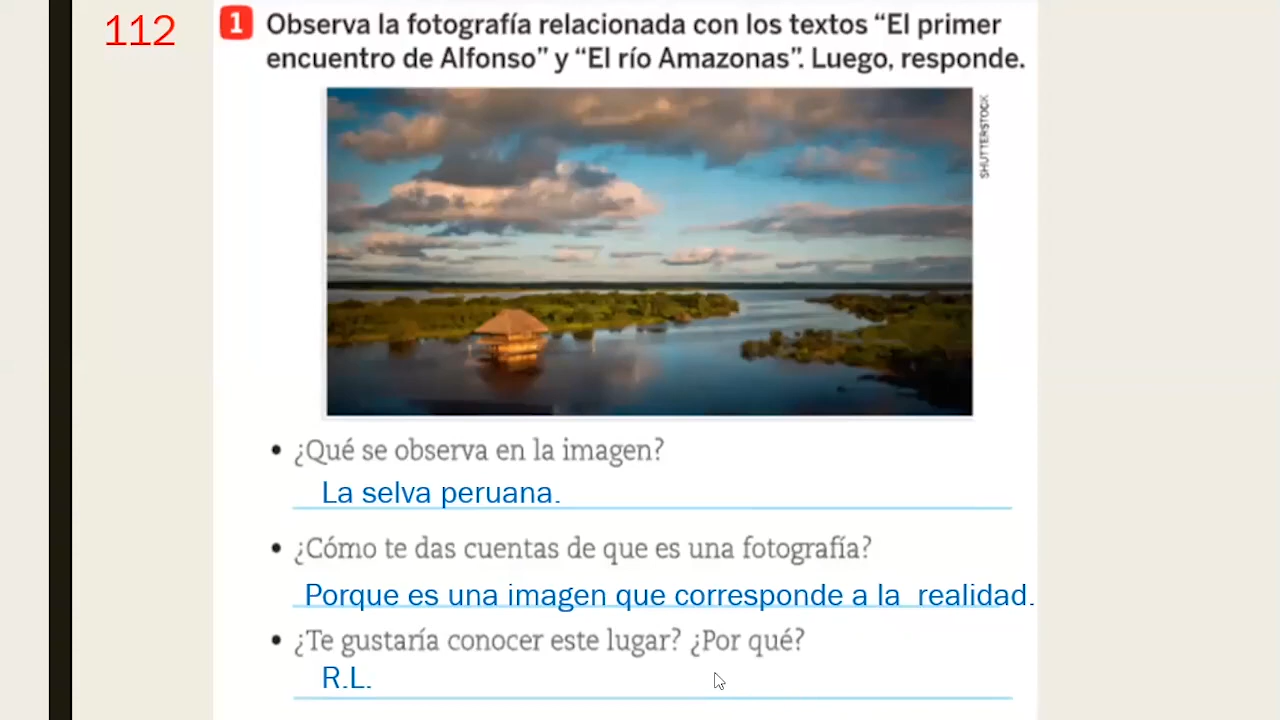 112
1 Observa la fotografía relacionada con los textos “El primer
encuentro de Alfonso” y “El río Amazonas”. Luego, responde.
SHUTTERSTOCK
• ¿Qué se observa en la imagen?
La selva peruana.
• ¿Cómo te das cuentas de que es una fotografía?
Porque es una imagen que corresponde a la realidad.
• ¿Te gustaría conocer este lugar? ¿Por qué?
R.L.